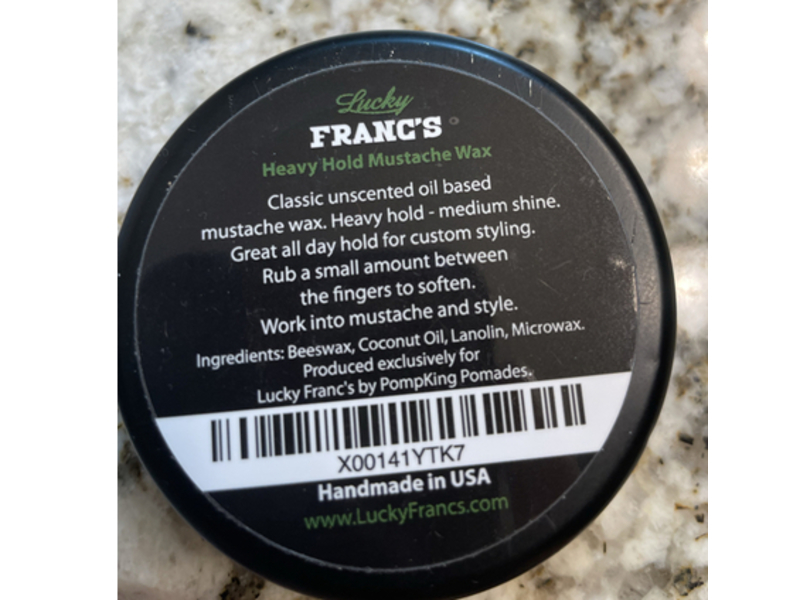 Lucky
FRANC'S
Heavy Hold Mustache Wax
Classic unscented oil based
mustache wax. Heavy hold - medium shine.
Great all day hold for custom styling.
Rub a small amount between
the fingers to soften.
Work into mustache and style.
Ingredients: Beeswax, Coconut Oil, Lanolin, Microwax.
Produced exclusively for
Lucky Franc's by PompKing Pomades.
X00141YTK7
Handmade in USA
www.LuckyFrancs.com